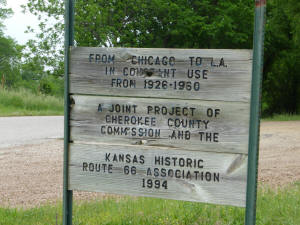 FROM CHICAGO TO L.A.
IN CONSTANT USE
FROM 1926-1960
A JOINT PROJECT OF
CHEROKEE COUNTY
COMMISSION AND THE
KANSAS HISTORIC
ROUTE 66 ASSOCIATION
1994